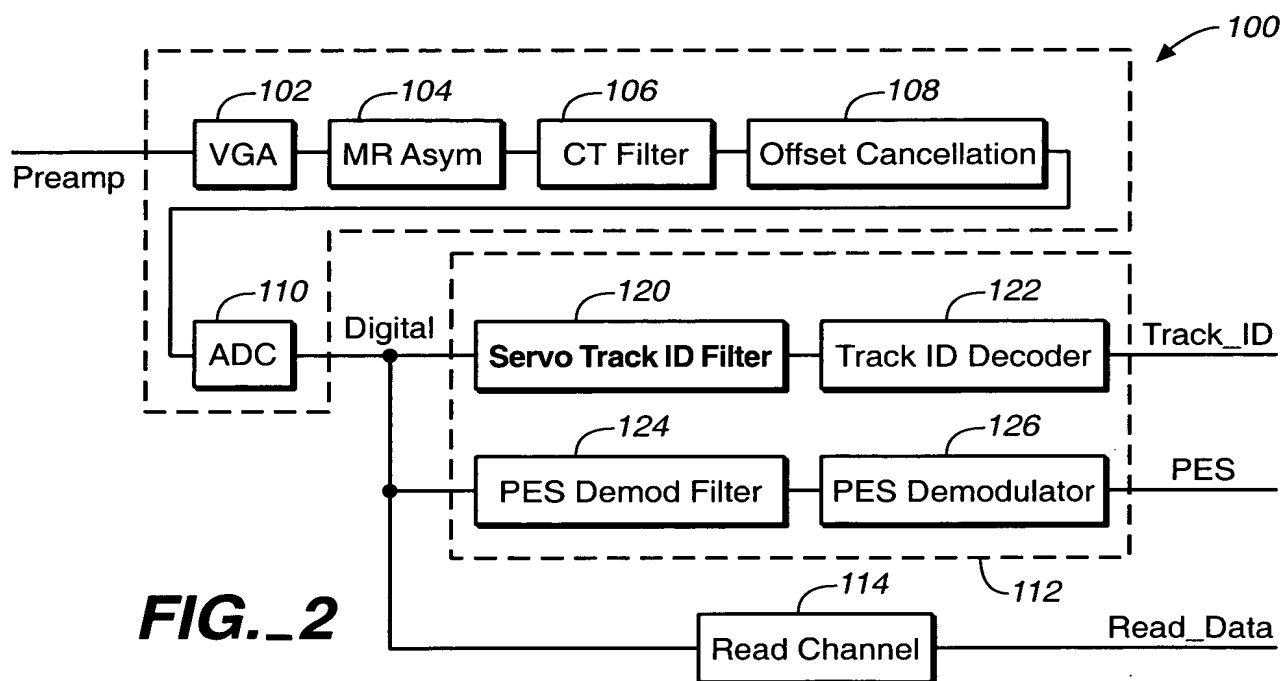 100
102
104
106
108
VGA
MR Asym
CT Filter
Offset Cancellation
Preamp
110
Digital
120
122
Track_ID
ADC
Servo Track ID Filter
Track ID Decoder
124
126
PES
PES Demod Filter
PES Demodulator
112
114
FIG._2
Read Channel
Read_Data